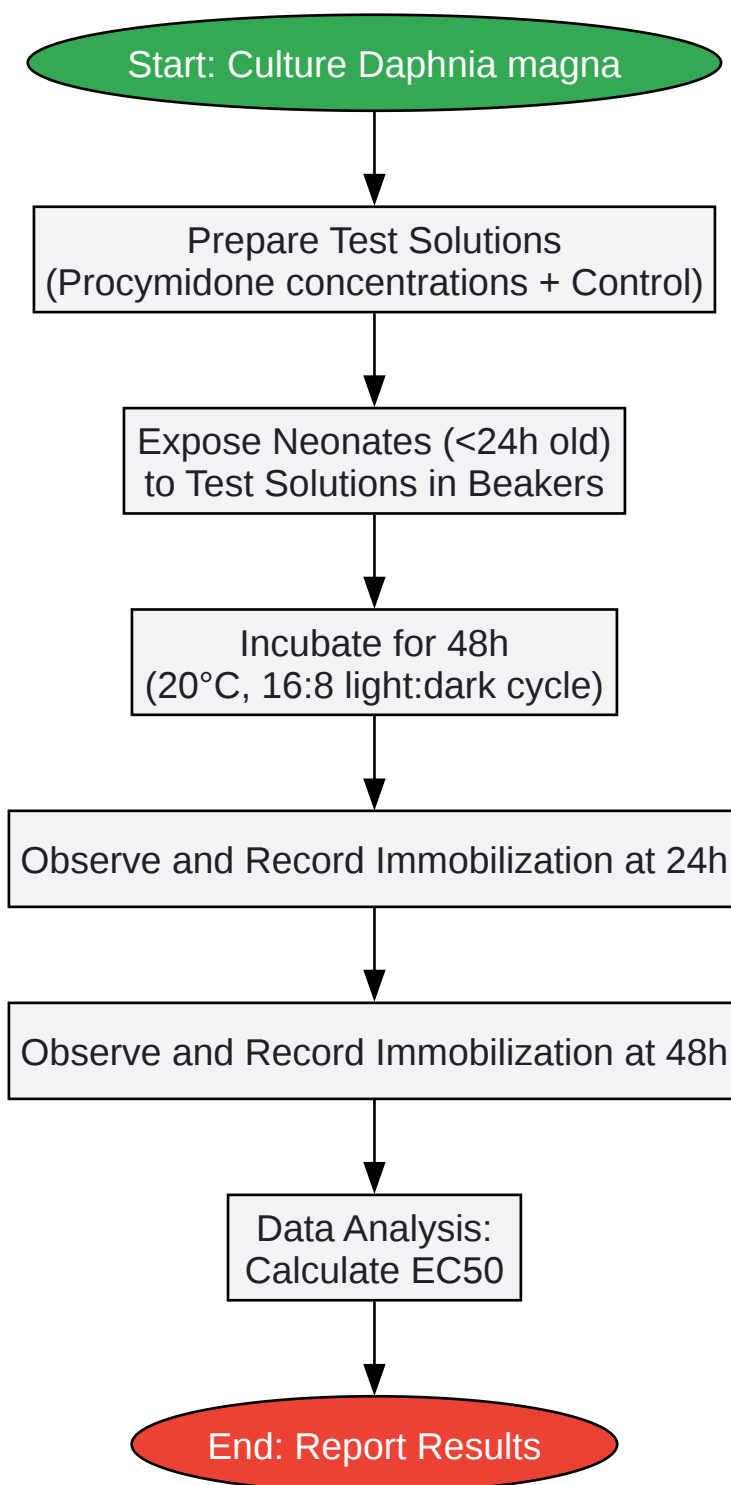 Start: Culture Daphnia magna
Prepare Test Solutions
(Procymidone concentrations + Control)
Expose Neonates (<24h old)
to Test Solutions in Beakers
Incubate for 48h
(20°C, 16:8 light:dark cycle)
Observe and Record Immobilization at 24h
Observe and Record Immobilization at 48h
Data Analysis:
Calculate EC50
End: Report Results